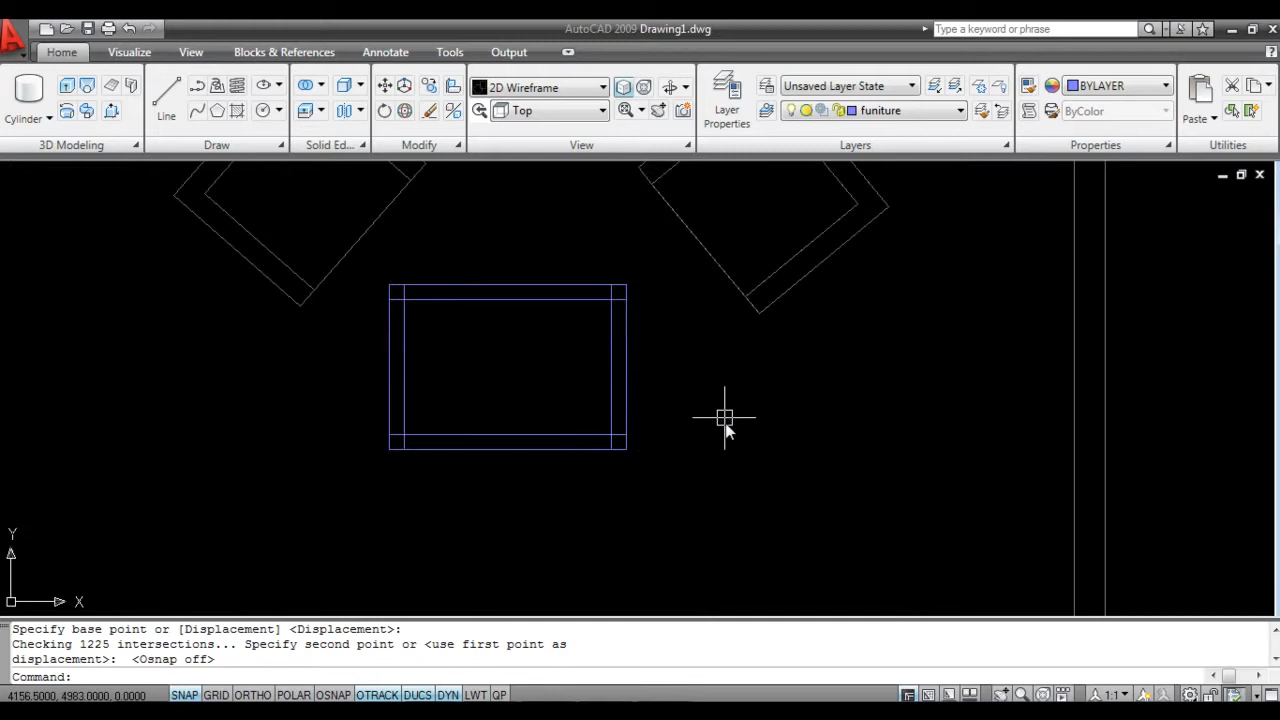 AutoCAD 2009 Drawing1.dwg
Type a keyword or phrase
Home Visualize View Blocks & References Annotate Tools Output
2D Wireframe Unsaved Layer State BYLAYER
Cylinder Line Top Layer Properties funiture ByColor Paste
3D Modeling Draw Solid Ed... Modify View Layers Properties Utilities
Y
X
Specify base point or [Displacement] <Displacement>:
Checking 1225 intersections... Specify second point or <use first point as
displacement>:  <Osnap off>
Command:
4156.5000, 4983.0000, 0.0000 SNAP GRID ORTHO POLAR OSNAP OTRACK DUCS DYN LWT QP 1:1